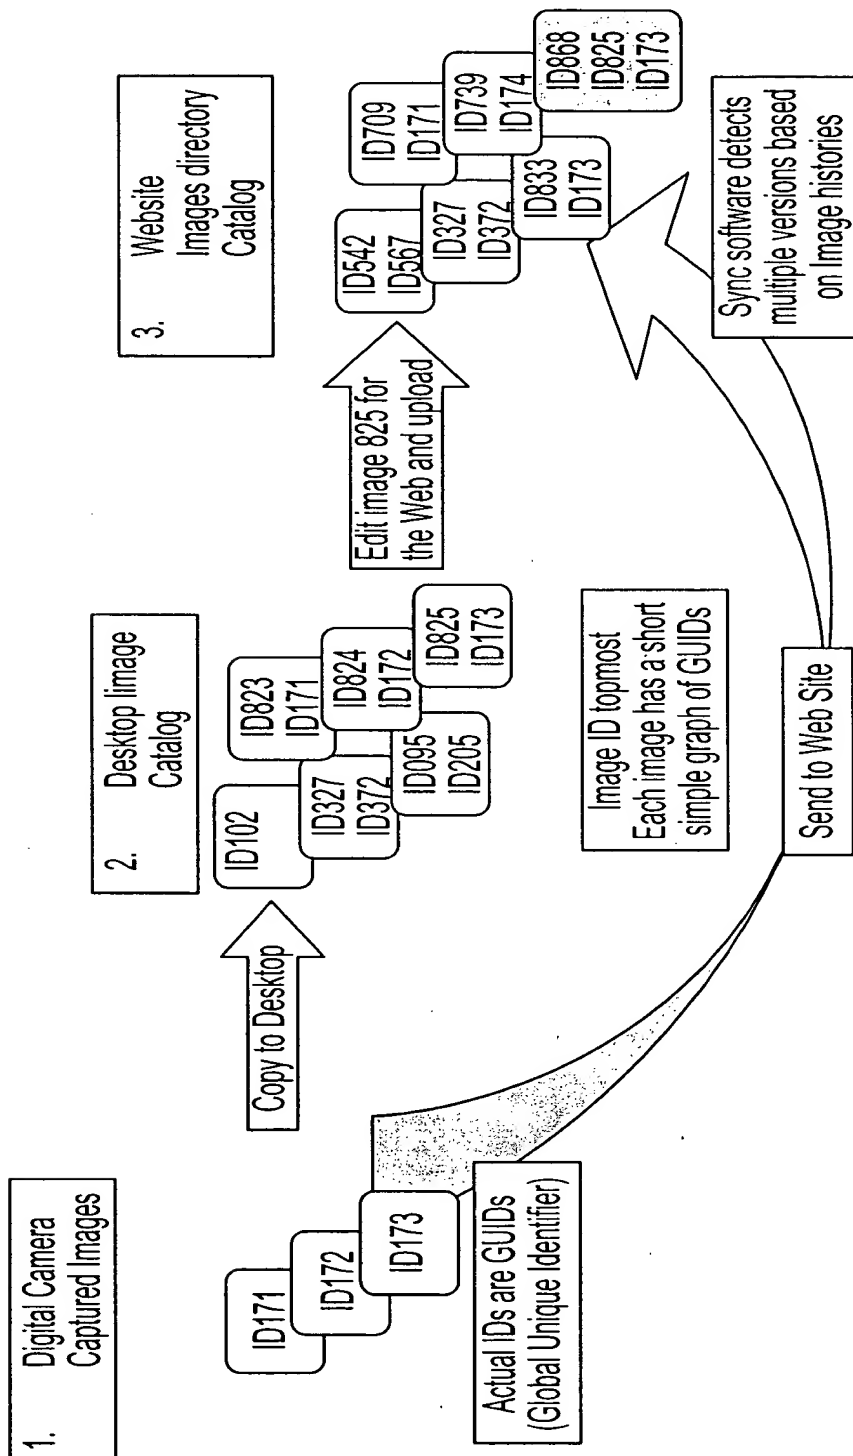 1. Digital Camera
Captured Images
ID171
ID172
ID173
Actual IDs are GUIDs
(Global Unique Identifier)
Copy to Desktop
2. Desktop Iimage
Catalog
ID102
ID823
ID171
ID327
ID372
ID824
ID172
ID095
ID205
ID825
ID173
Image ID topmost
Each image has a short
simple graph of GUIDs
Send to Web Site
Edit image 825 for
the Web and upload
3. Website
Images directory
Catalog
ID542
ID567
ID709
ID171
ID327
ID372
ID739
ID174
ID833
ID173
ID868
ID825
ID173
Sync software detects
multiple versions based
on Image histories